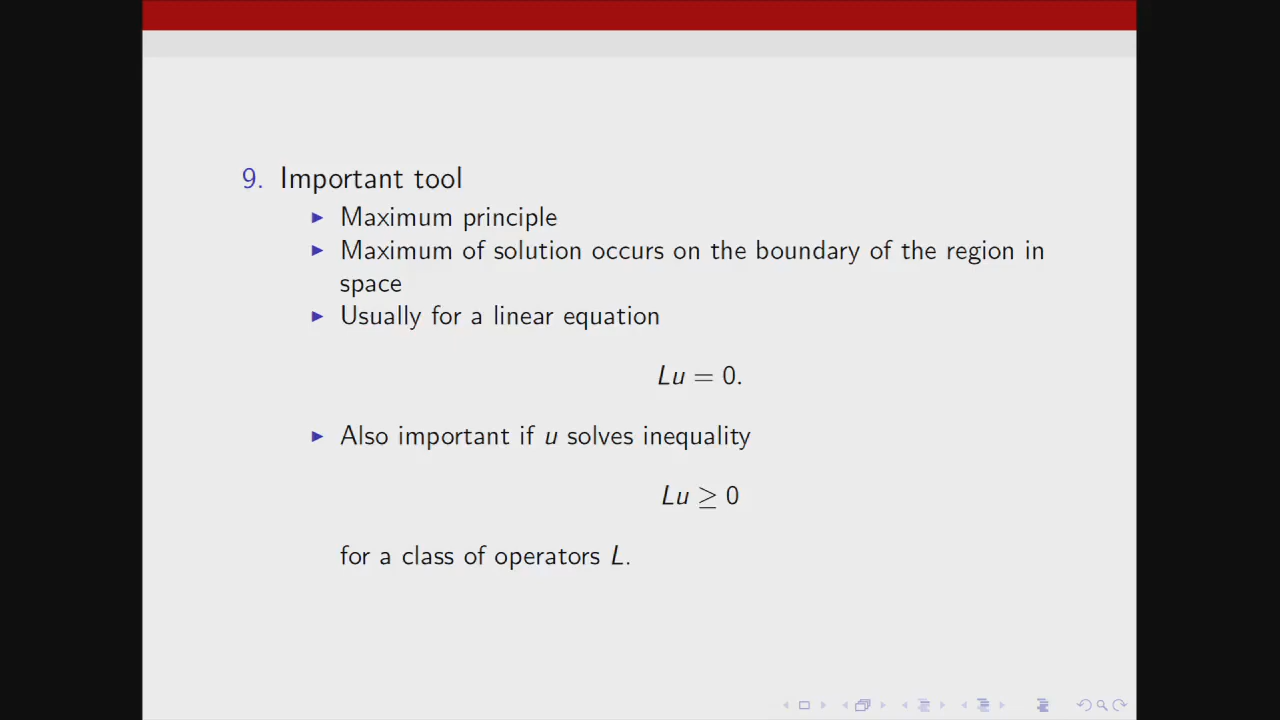 9. Important tool
▶ Maximum principle
▶ Maximum of solution occurs on the boundary of the region in
space
▶ Usually for a linear equation
Lu = 0.
▶ Also important if u solves inequality
Lu ≥ 0
for a class of operators L.